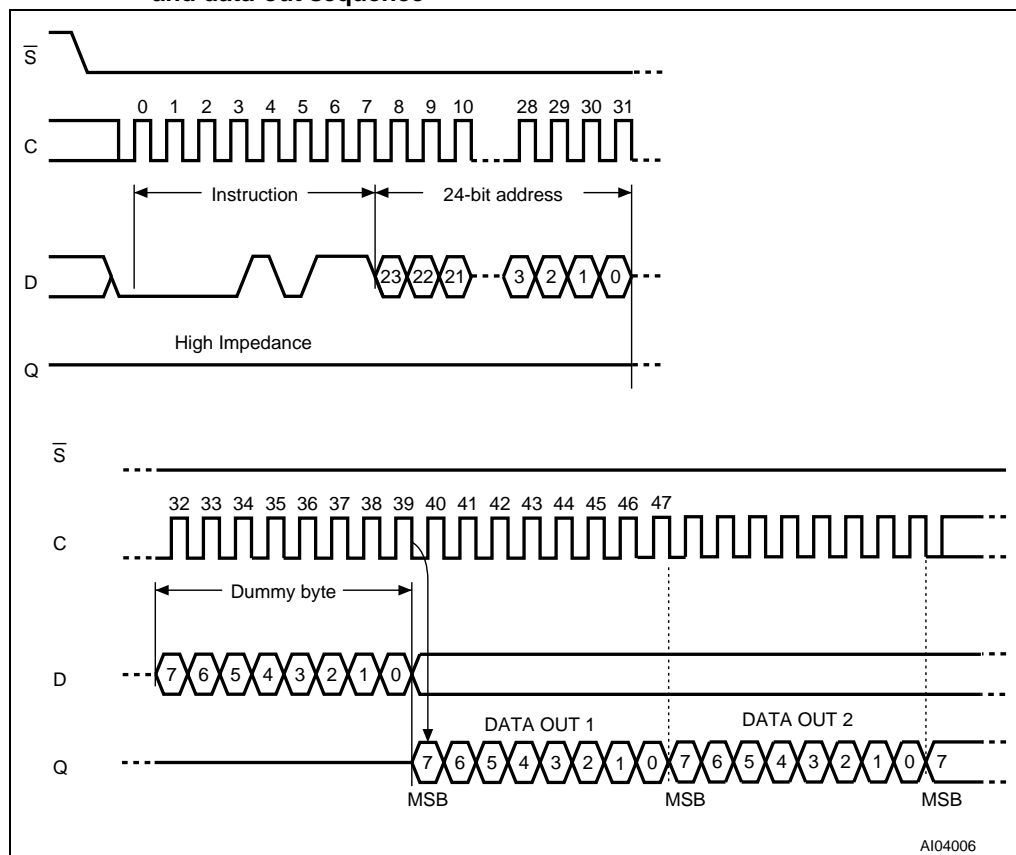 and data-out sequence
S
0 1 2 3 4 5 6 7 8 9 10 28 29 30 31
C
Instruction 24-bit address
D 23 22 21 3 2 1 0
High Impedance
Q
S
32 33 34 35 36 37 38 39 40 41 42 43 44 45 46 47
C
Dummy byte
D 7 6 5 4 3 2 1 0
DATA OUT 1 DATA OUT 2
Q 7 6 5 4 3 2 1 0 7 6 5 4 3 2 1 0 7
MSB MSB MSB
AI04006